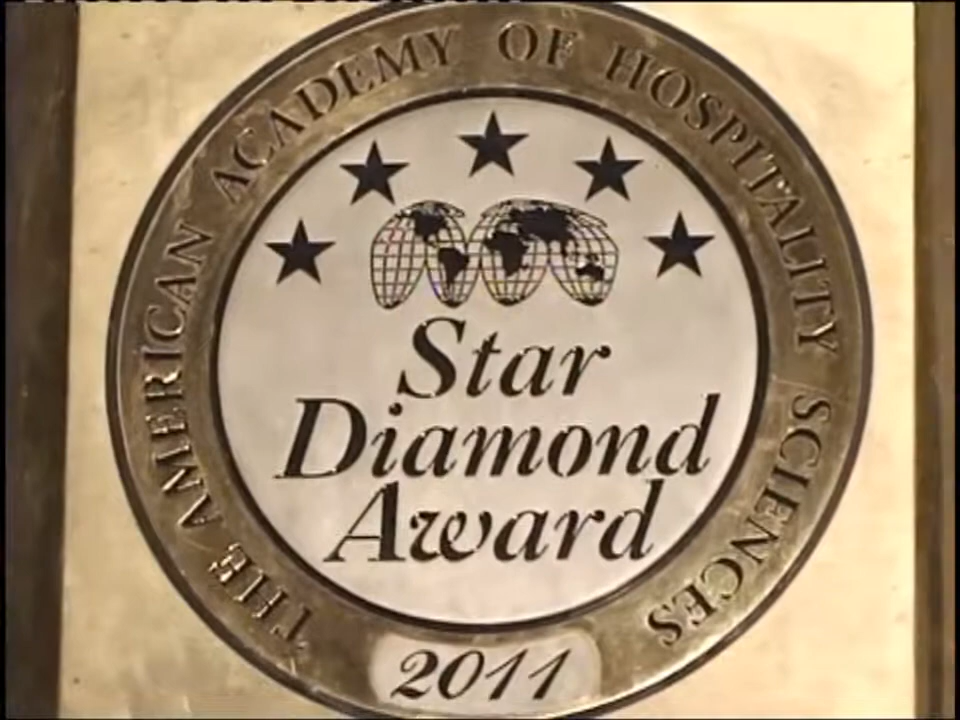 THE AMERICAN ACADEMY OF HOSPITALITY SCIENCES
Star
Diamond
Award
2011